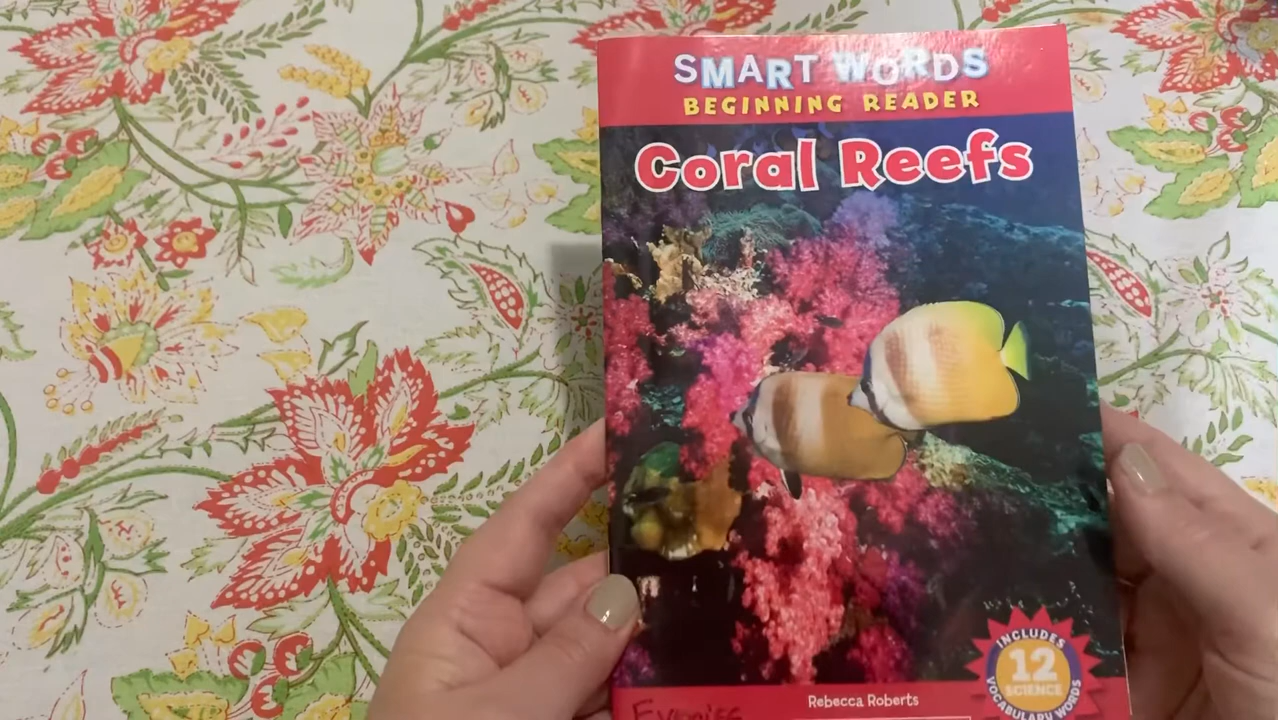 SMART WORDS
BEGINNING READER
Coral Reefs
INCLUDES
12
SCIENCE
VOCABULARY WORDS
Rebecca Roberts